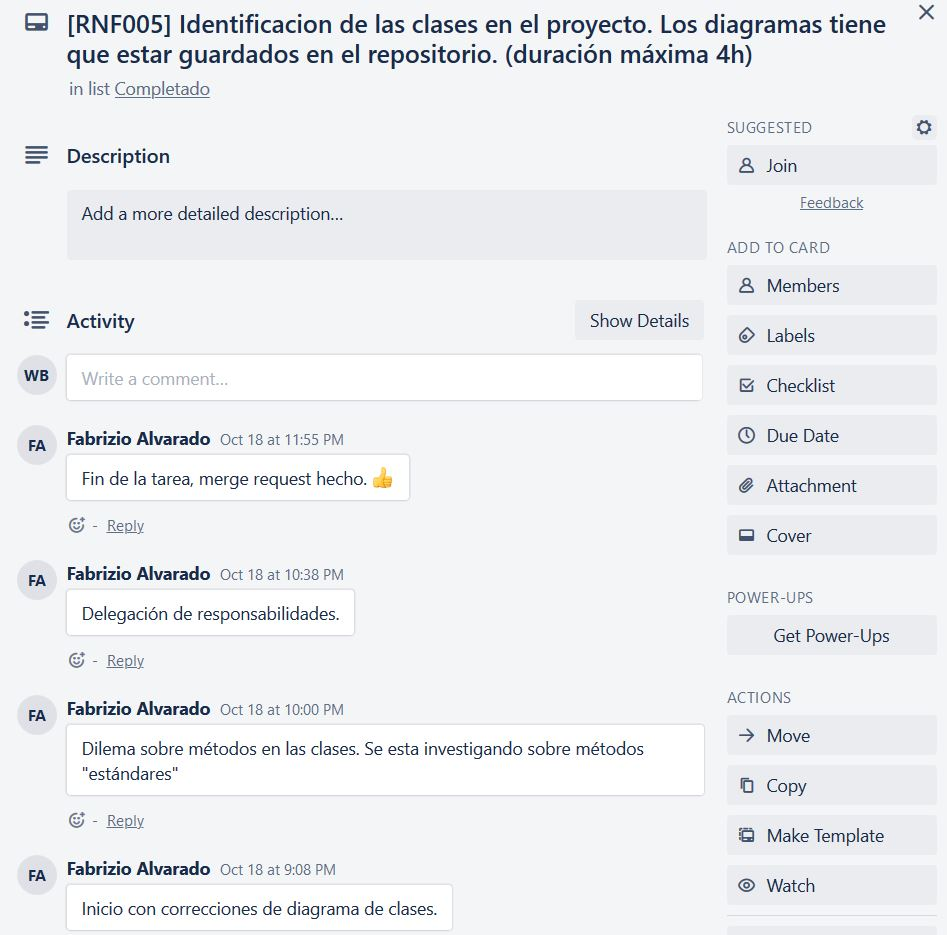 [RNF005] Identificacion de las clases en el proyecto. Los diagramas tiene
que estar guardados en el repositorio. (duración máxima 4h)
in list Completado
Description
Add a more detailed description...
Activity
Show Details
WB
Write a comment...
FA
Fabrizio Alvarado Oct 18 at 11:55 PM
Fin de la tarea, merge request hecho. 👍
- Reply
FA
Fabrizio Alvarado Oct 18 at 10:38 PM
Delegación de responsabilidades.
- Reply
FA
Fabrizio Alvarado Oct 18 at 10:00 PM
Dilema sobre métodos en las clases. Se esta investigando sobre métodos
"estándares"
- Reply
FA
Fabrizio Alvarado Oct 18 at 9:08 PM
Inicio con correcciones de diagrama de clases.
SUGGESTED
Join
Feedback
ADD TO CARD
Members
Labels
Checklist
Due Date
Attachment
Cover
POWER-UPS
Get Power-Ups
ACTIONS
Move
Copy
Make Template
Watch